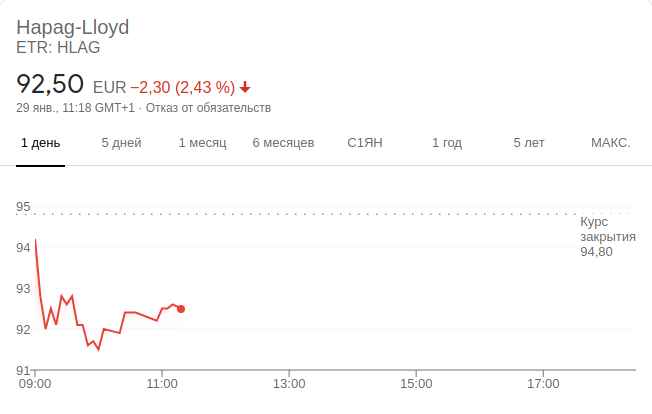 Hapag-Lloyd
ETR: HLAG
92,50 EUR −2,30 (2,43 %)
29 янв., 11:18 GMT+1 · Отказ от обязательств
1 день 5 дней 1 месяц 6 месяцев С1ЯН 1 год 5 лет МАКС.
95
Курс
закрытия
94,80
94
93
92
91
09:00 11:00 13:00 15:00 17:00